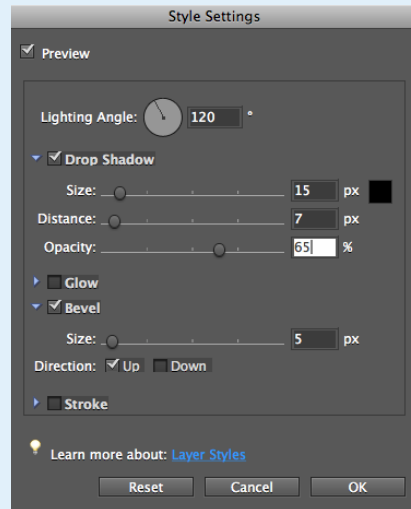 Style Settings
Preview
Lighting Angle: 120 °
Drop Shadow
Size: 15 px
Distance: 7 px
Opacity: 65 %
Glow
Bevel
Size: 5 px
Direction: Up Down
Stroke
Learn more about: Layer Styles
Reset Cancel OK